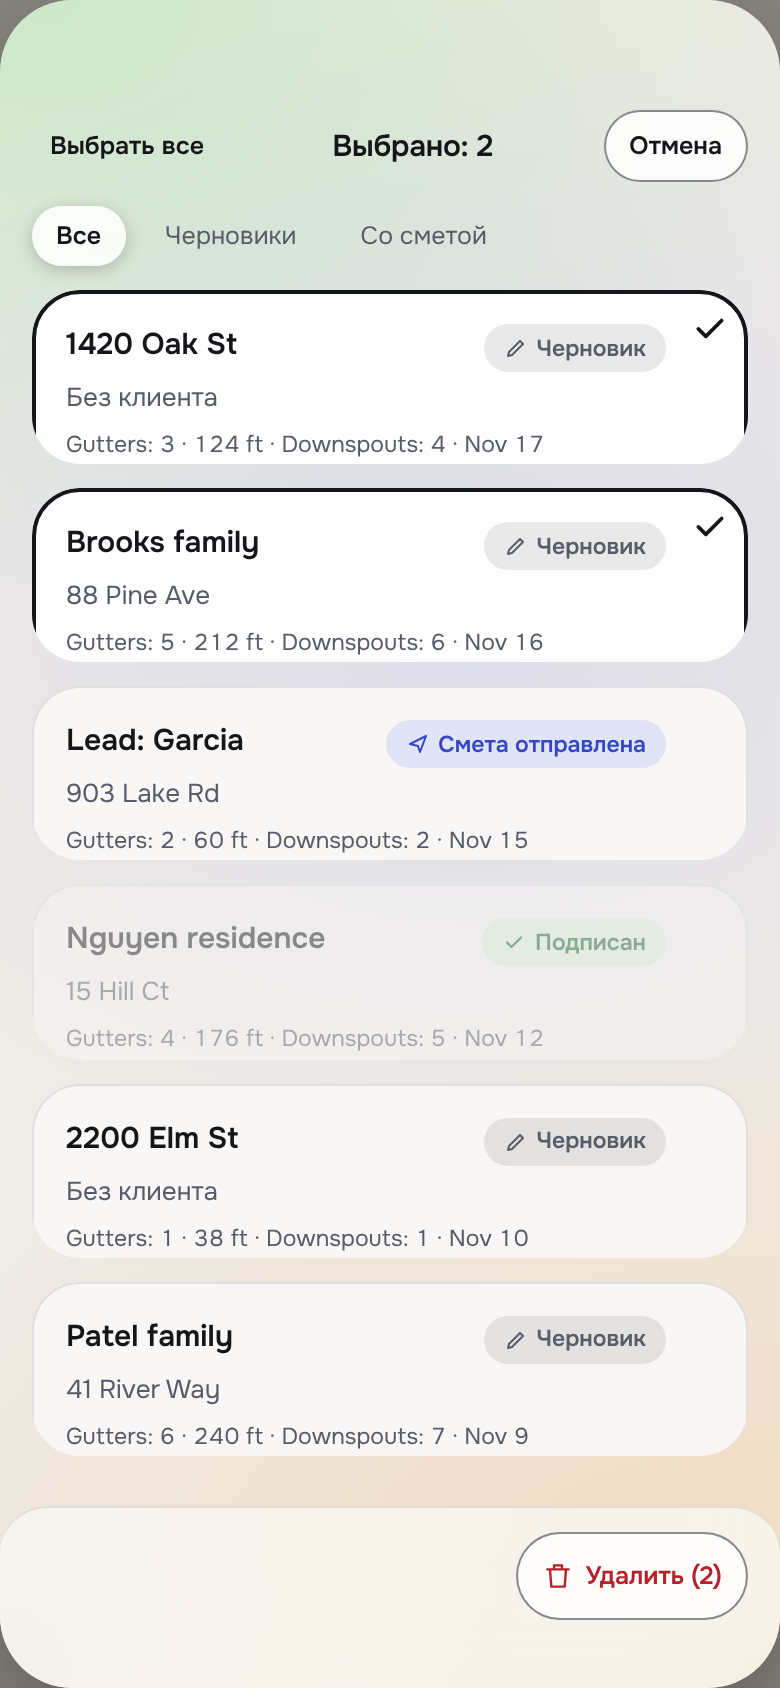 Выбрать все
Выбрано: 2
Отмена
Все
Черновики
Со сметой
1420 Oak St
Черновик
Без клиента
Gutters: 3 · 124 ft · Downspouts: 4 · Nov 17
Brooks family
Черновик
88 Pine Ave
Gutters: 5 · 212 ft · Downspouts: 6 · Nov 16
Lead: Garcia
Смета отправлена
903 Lake Rd
Gutters: 2 · 60 ft · Downspouts: 2 · Nov 15
Nguyen residence
Подписан
15 Hill Ct
Gutters: 4 · 176 ft · Downspouts: 5 · Nov 12
2200 Elm St
Черновик
Без клиента
Gutters: 1 · 38 ft · Downspouts: 1 · Nov 10
Patel family
Черновик
41 River Way
Gutters: 6 · 240 ft · Downspouts: 7 · Nov 9
Удалить (2)